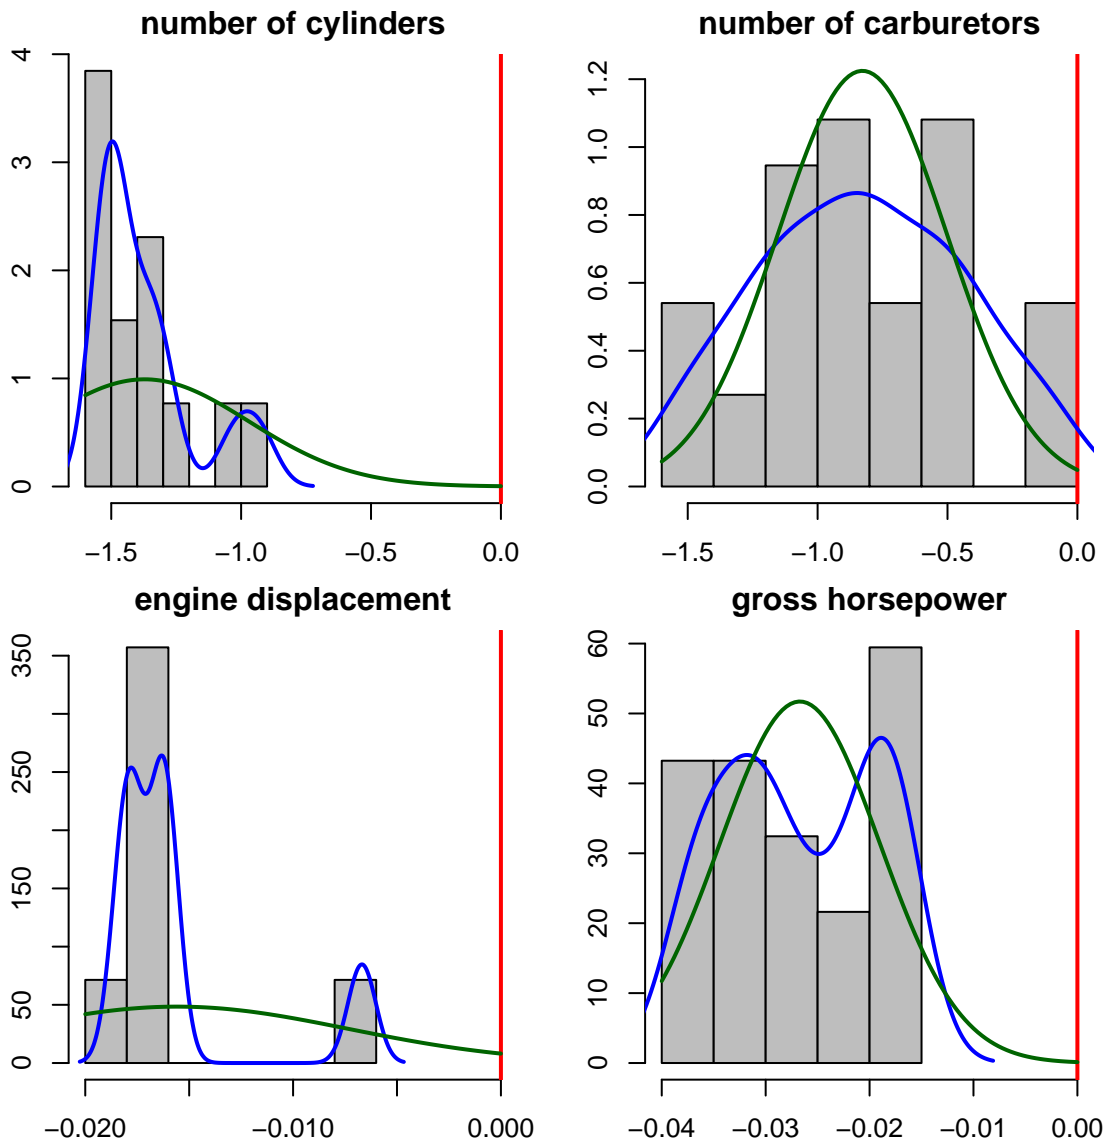 number of cylinders
0 1 2 3 4
−1.5 −1.0 −0.5 0.0
number of carburetors
0.0 0.2 0.4 0.6 0.8 1.0 1.2
−1.5 −1.0 −0.5 0.0
engine displacement
0 50 150 250 350
−0.020 −0.010 0.000
gross horsepower
0 10 20 30 40 50 60
−0.04 −0.03 −0.02 −0.01 0.00